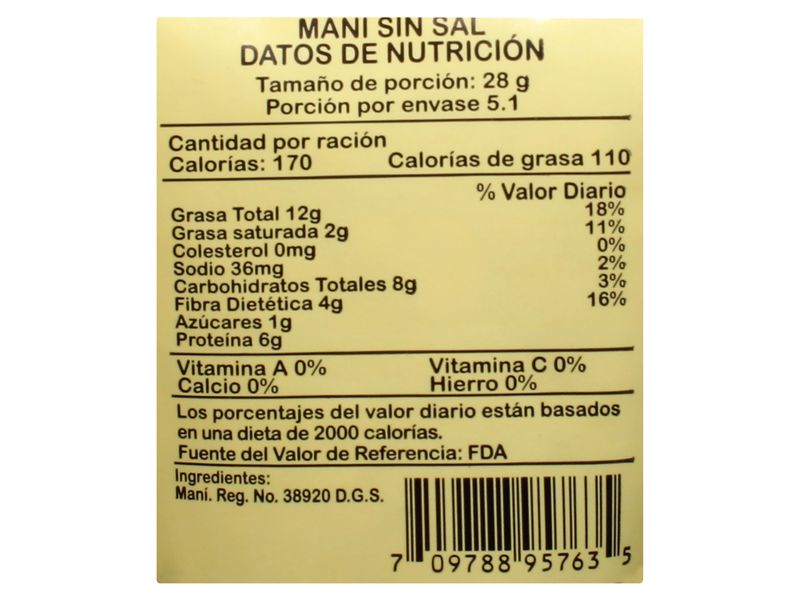 MANI SIN SAL
DATOS DE NUTRICIÓN
Tamaño de porción: 28 g
Porción por envase 5.1
Cantidad por ración
Calorías: 170 Calorías de grasa 110
% Valor Diario
Grasa Total 12g 18%
Grasa saturada 2g 11%
Colesterol 0mg 0%
Sodio 36mg 2%
Carbohidratos Totales 8g 3%
Fibra Dietética 4g 16%
Azúcares 1g
Proteína 6g
Vitamina A 0% Vitamina C 0%
Calcio 0% Hierro 0%
Los porcentajes del valor diario están basados
en una dieta de 2000 calorías.
Fuente del Valor de Referencia: FDA
Ingredientes:
Maní. Reg. No. 38920 D.G.S.
7 09788 95763 5